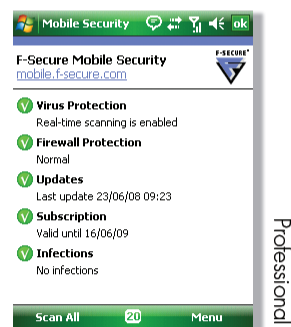 Mobile Security ok
F-Secure Mobile Security
mobile.f-secure.com
F-SECURE
Virus Protection
Real-time scanning is enabled
Firewall Protection
Normal
Updates
Last update 23/06/08 09:23
Subscription
Valid until 16/06/09
Infections
No infections
Scan All 20 Menu
Professional